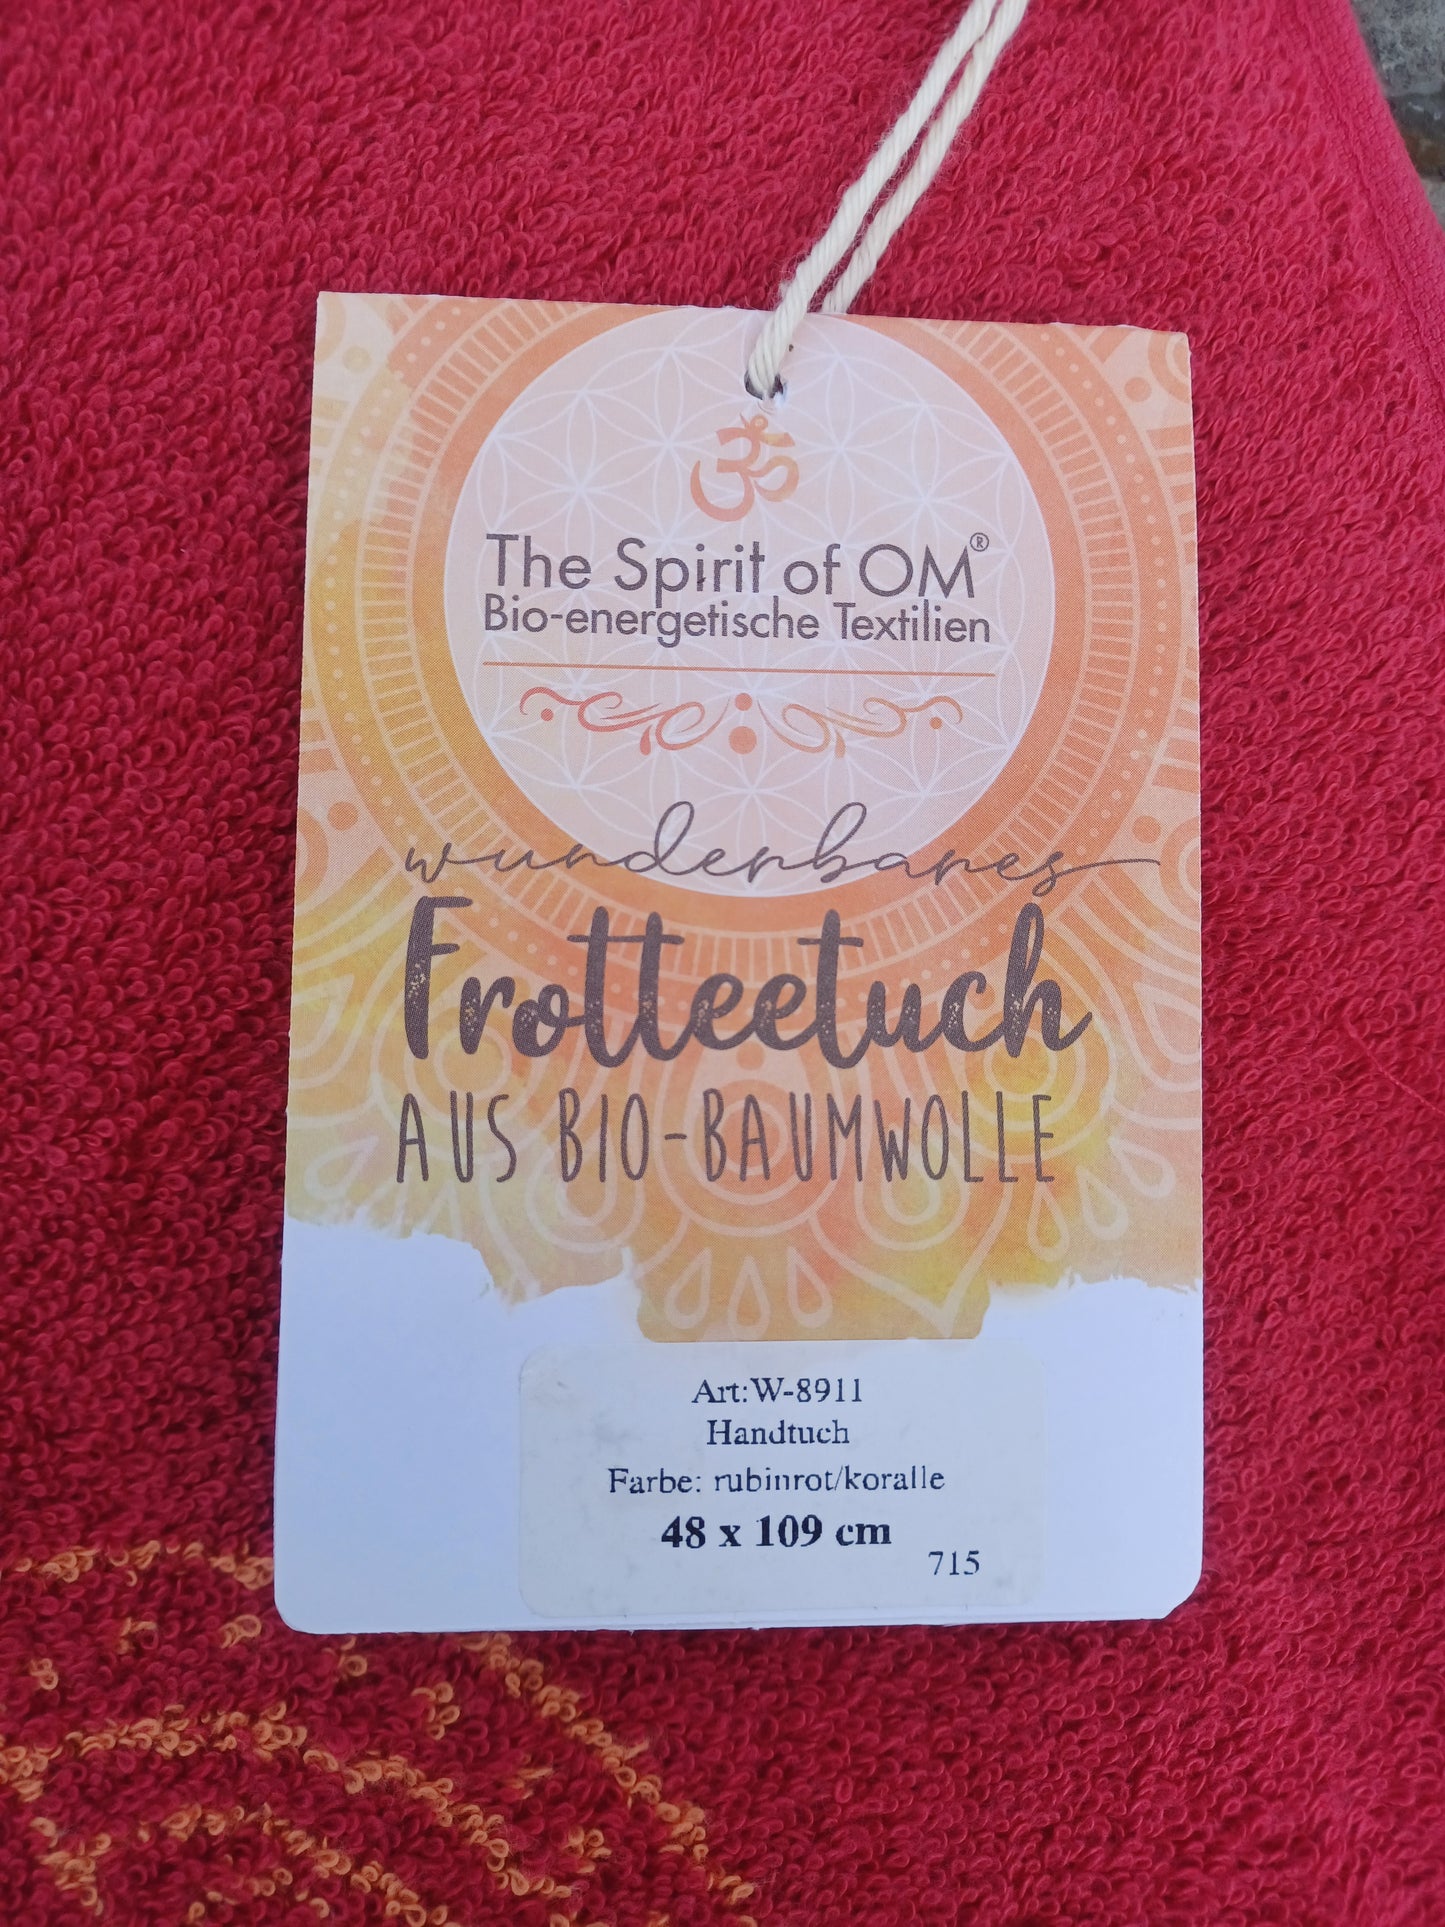 ॐ
The Spirit of OM®
Bio-energetische Textilien
wunderbares
Frotteetuch
AUS BIO-BAUMWOLLE
Art:W-8911
Handtuch
Farbe: rubinrot/koralle
48 x 109 cm
715